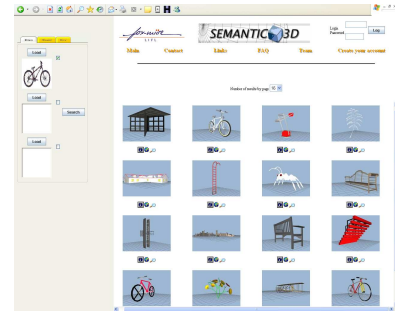 SEMANTIC 3D
Login
Password
Log
Main
Contact
Links
FAQ
Team
Create your account
Load
Load
Search
Load
Number of results by page